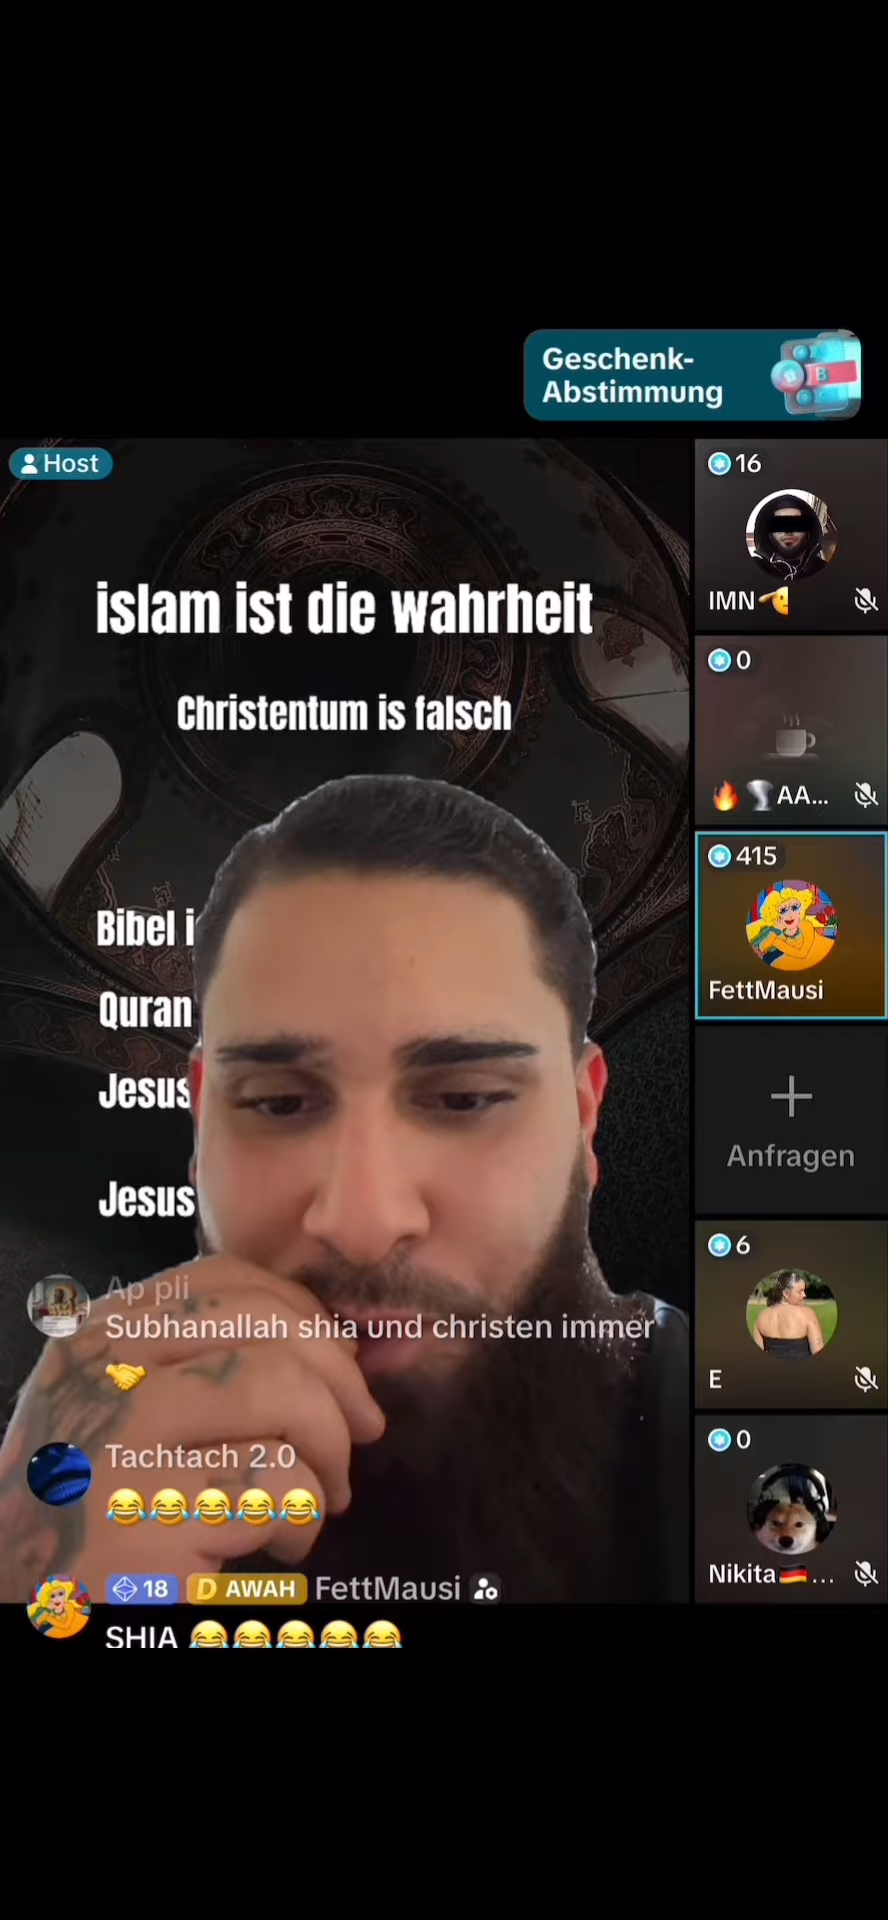 Geschenk-
Abstimmung
Host
islam ist die wahrheit
Christentum is falsch
Bibel i
Quran
Jesus
Jesus
Ap pli
Subhanallah shia und christen immer
🤝
Tachtach 2.0
😂😂😂😂😂
18 D AWAH FettMausi
SHIA 😂😂😂😂😂
16
IMN🫡
0
🔥🌪️AA...
415
FettMausi
+
Anfragen
6
E
0
Nikita🇩🇪...